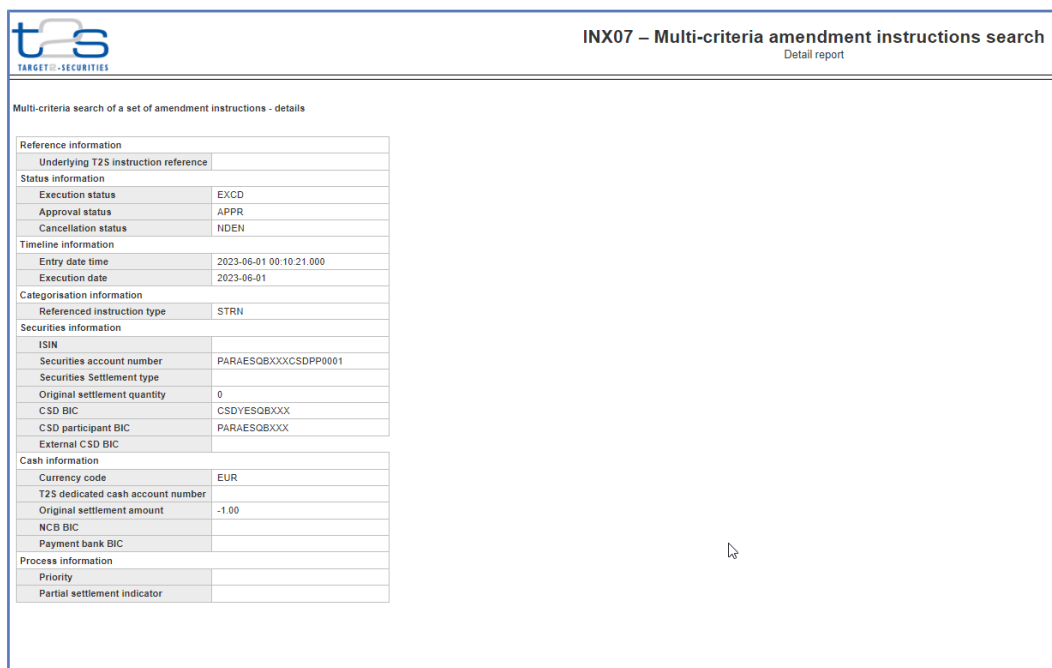 t2s
TARGET2-SECURITIES
INX07 – Multi-criteria amendment instructions search
Detail report
Multi-criteria search of a set of amendment instructions - details
Reference information
Underlying T2S instruction reference
Status information
Execution status EXCD
Approval status APPR
Cancellation status NDEN
Timeline information
Entry date time 2023-06-01 00:10:21.000
Execution date 2023-06-01
Categorisation information
Referenced instruction type STRN
Securities information
ISIN
Securities account number PARAESQBXXXCSDPP0001
Securities Settlement type
Original settlement quantity 0
CSD BIC CSDYESQBXXX
CSD participant BIC PARAESQBXXX
External CSD BIC
Cash information
Currency code EUR
T2S dedicated cash account number
Original settlement amount -1.00
NCB BIC
Payment bank BIC
Process information
Priority
Partial settlement indicator